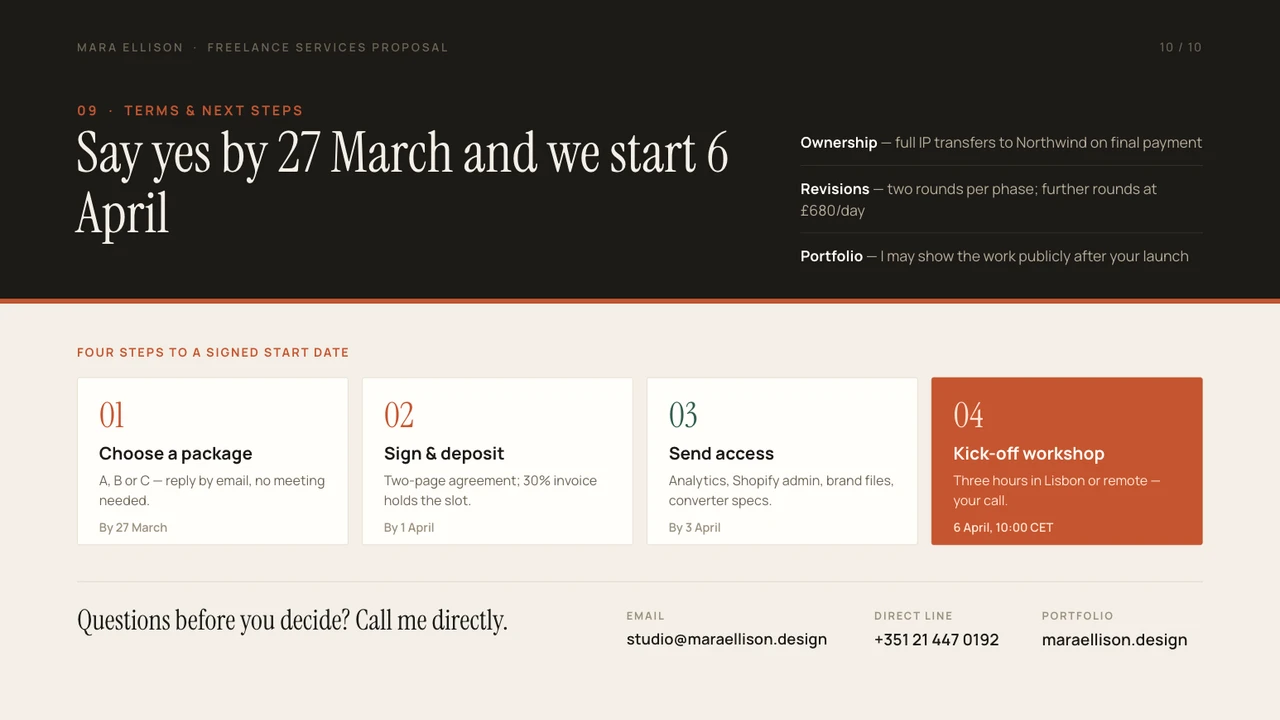 MARA ELLISON · FREELANCE SERVICES PROPOSAL
10 / 10
09 · TERMS & NEXT STEPS
Say yes by 27 March and we start 6
April
Ownership — full IP transfers to Northwind on final payment
Revisions — two rounds per phase; further rounds at
£680/day
Portfolio — I may show the work publicly after your launch
FOUR STEPS TO A SIGNED START DATE
01
Choose a package
A, B or C — reply by email, no meeting
needed.
By 27 March
02
Sign & deposit
Two-page agreement; 30% invoice
holds the slot.
By 1 April
03
Send access
Analytics, Shopify admin, brand files,
converter specs.
By 3 April
04
Kick-off workshop
Three hours in Lisbon or remote —
your call.
6 April, 10:00 CET
Questions before you decide? Call me directly.
EMAIL
studio@maraellison.design
DIRECT LINE
+351 21 447 0192
PORTFOLIO
maraellison.design